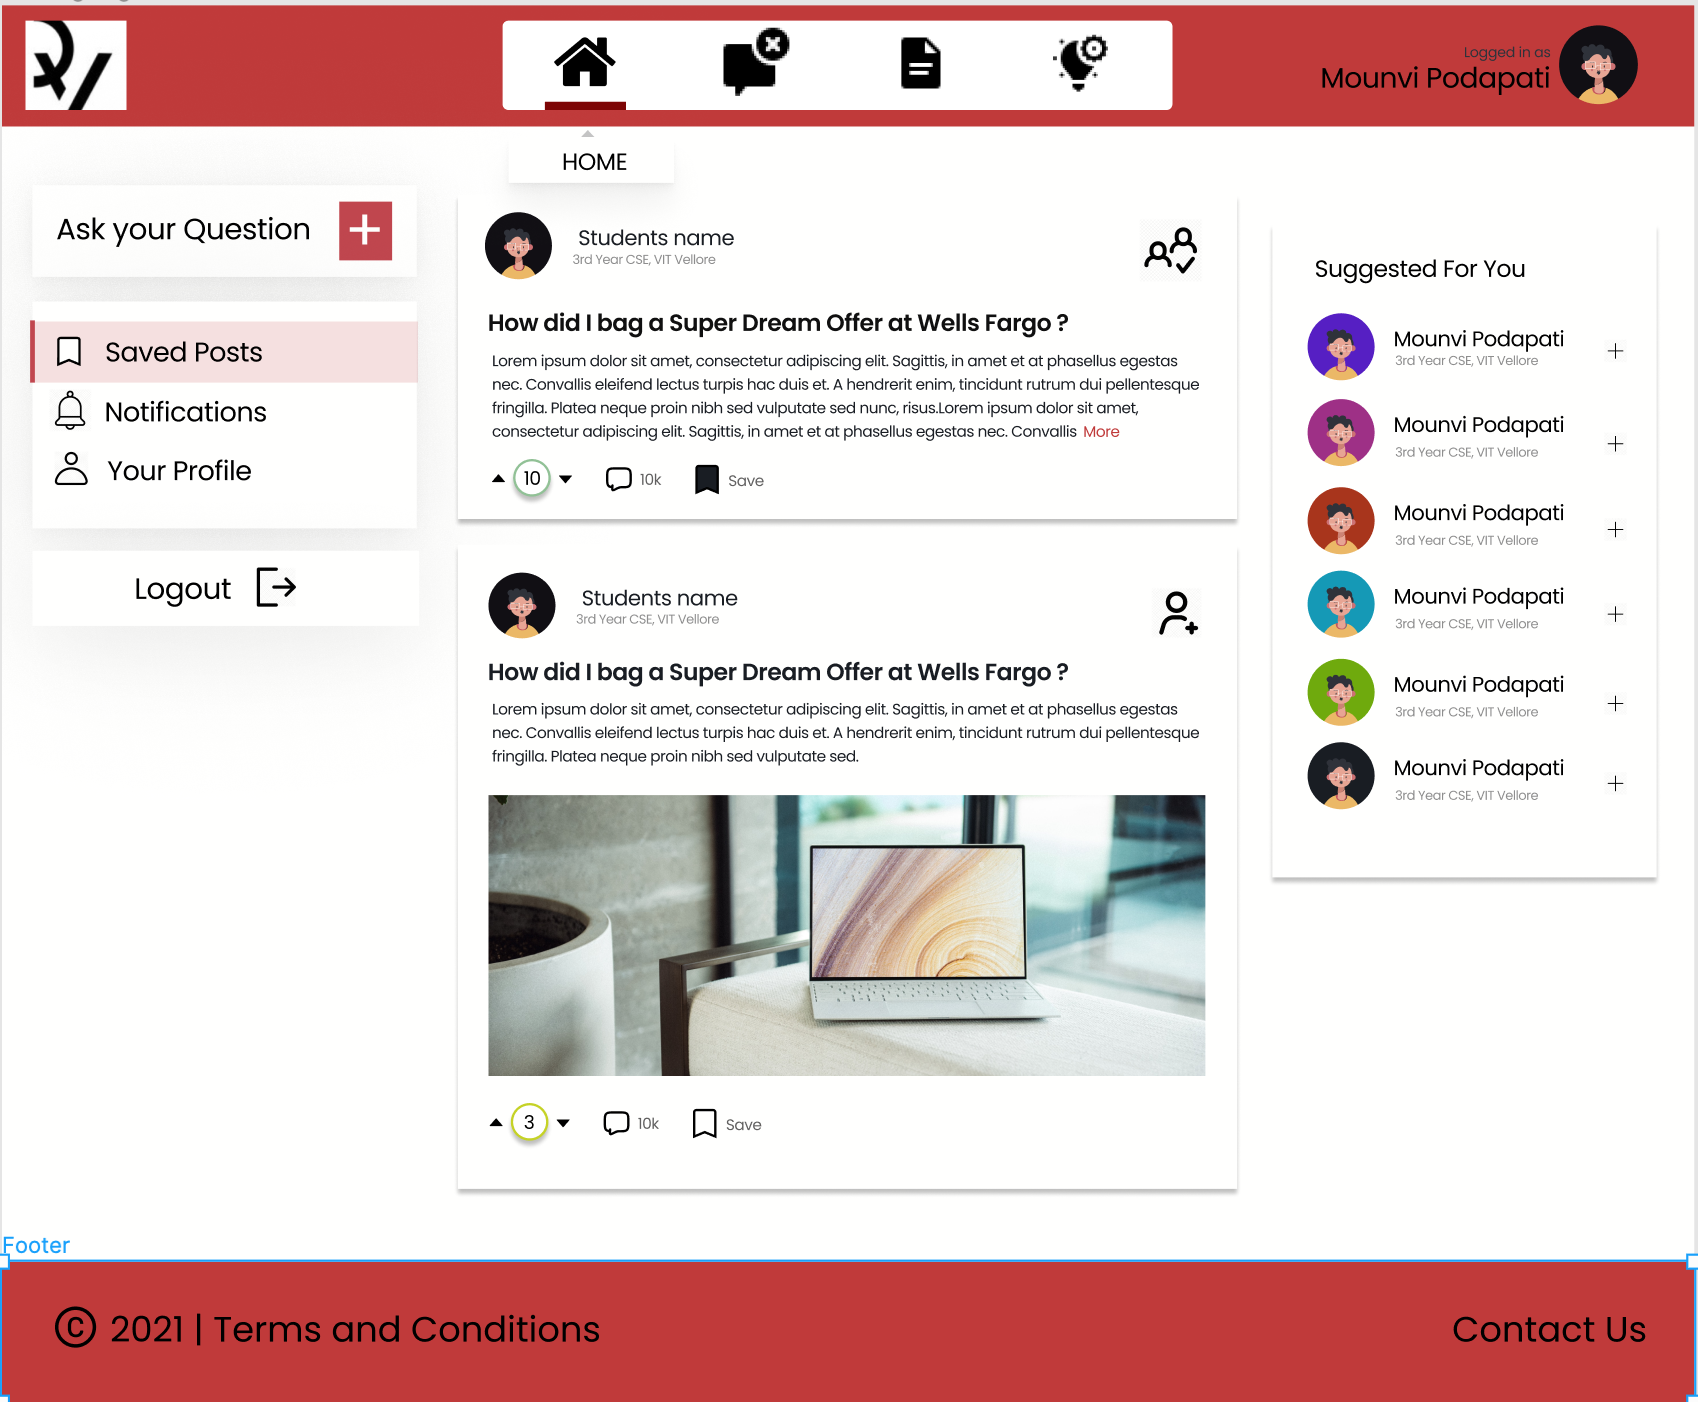 Logged in as
Mounvi Podapati
HOME
Ask your Question
Saved Posts
Notifications
Your Profile
Logout
Students name
3rd Year CSE, VIT Vellore
How did I bag a Super Dream Offer at Wells Fargo ?
Lorem ipsum dolor sit amet, consectetur adipiscing elit. Sagittis, in amet et at phasellus egestas
nec. Convallis eleifend lectus turpis hac duis et. A hendrerit enim, tincidunt rutrum dui pellentesque
fringilla. Platea neque proin nibh sed vulputate sed nunc, risus.Lorem ipsum dolor sit amet,
consectetur adipiscing elit. Sagittis, in amet et at phasellus egestas nec. Convallis More
10 10k Save
Students name
3rd Year CSE, VIT Vellore
How did I bag a Super Dream Offer at Wells Fargo ?
Lorem ipsum dolor sit amet, consectetur adipiscing elit. Sagittis, in amet et at phasellus egestas
nec. Convallis eleifend lectus turpis hac duis et. A hendrerit enim, tincidunt rutrum dui pellentesque
fringilla. Platea neque proin nibh sed vulputate sed.
3 10k Save
Suggested For You
Mounvi Podapati
3rd Year CSE, VIT Vellore
Mounvi Podapati
3rd Year CSE, VIT Vellore
Mounvi Podapati
3rd Year CSE, VIT Vellore
Mounvi Podapati
3rd Year CSE, VIT Vellore
Mounvi Podapati
3rd Year CSE, VIT Vellore
Mounvi Podapati
3rd Year CSE, VIT Vellore
Footer
© 2021 | Terms and Conditions
Contact Us